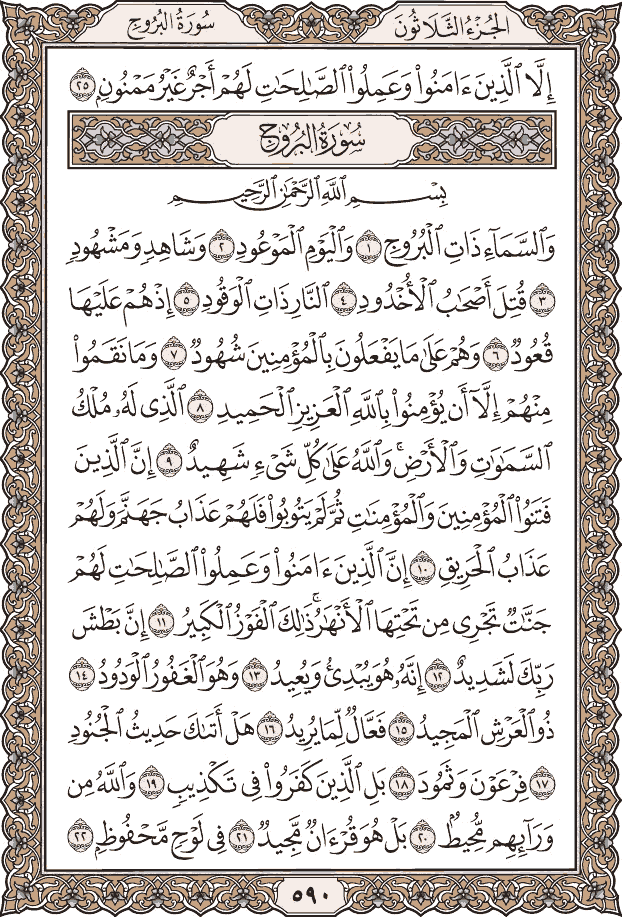 سُورَةُ البُرُوجِ الجُزْءُ الثَّلَاثُونَ
إِلَّا ٱلَّذِينَ ءَامَنُوا۟ وَعَمِلُوا۟ ٱلصَّـٰلِحَـٰتِ لَهُمْ أَجْرٌ غَيْرُ مَمْنُونٍۭ ٢٥
سُورَةُ البُرُوجِ
بِسْمِ ٱللَّهِ ٱلرَّحْمَـٰنِ ٱلرَّحِيمِ
وَٱلسَّمَآءِ ذَاتِ ٱلْبُرُوجِ ١ وَٱلْيَوْمِ ٱلْمَوْعُودِ ٢ وَشَاهِدٍ وَمَشْهُودٍ
٣ قُتِلَ أَصْحَـٰبُ ٱلْأُخْدُودِ ٤ ٱلنَّارِ ذَاتِ ٱلْوَقُودِ ٥ إِذْ هُمْ عَلَيْهَا
قُعُودٌ ٦ وَهُمْ عَلَىٰ مَا يَفْعَلُونَ بِٱلْمُؤْمِنِينَ شُهُودٌ ٧ وَمَا نَقَمُوا۟
مِنْهُمْ إِلَّآ أَن يُؤْمِنُوا۟ بِٱللَّهِ ٱلْعَزِيزِ ٱلْحَمِيدِ ٨ ٱلَّذِى لَهُۥ مُلْكُ
ٱلسَّمَـٰوَٰتِ وَٱلْأَرْضِ ۚ وَٱللَّهُ عَلَىٰ كُلِّ شَىْءٍ شَهِيدٌ ٩ إِنَّ ٱلَّذِينَ
فَتَنُوا۟ ٱلْمُؤْمِنِينَ وَٱلْمُؤْمِنَـٰتِ ثُمَّ لَمْ يَتُوبُوا۟ فَلَهُمْ عَذَابُ جَهَنَّمَ وَلَهُمْ
عَذَابُ ٱلْحَرِيقِ ١٠ إِنَّ ٱلَّذِينَ ءَامَنُوا۟ وَعَمِلُوا۟ ٱلصَّـٰلِحَـٰتِ لَهُمْ
جَنَّـٰتٌ تَجْرِى مِن تَحْتِهَا ٱلْأَنْهَـٰرُ ۚ ذَٰلِكَ ٱلْفَوْزُ ٱلْكَبِيرُ ١١ إِنَّ بَطْشَ
رَبِّكَ لَشَدِيدٌ ١٢ إِنَّهُۥ هُوَ يُبْدِئُ وَيُعِيدُ ١٣ وَهُوَ ٱلْغَفُورُ ٱلْوَدُودُ ١٤
ذُو ٱلْعَرْشِ ٱلْمَجِيدُ ١٥ فَعَّالٌ لِّمَا يُرِيدُ ١٦ هَلْ أَتَىٰكَ حَدِيثُ ٱلْجُنُودِ
١٧ فِرْعَوْنَ وَثَمُودَ ١٨ بَلِ ٱلَّذِينَ كَفَرُوا۟ فِى تَكْذِيبٍ ١٩ وَٱللَّهُ مِن
وَرَآئِهِم مُّحِيطٌۢ ٢٠ بَلْ هُوَ قُرْءَانٌ مَّجِيدٌ ٢١ فِى لَوْحٍ مَّحْفُوظٍۭ ٢٢
٥٩٠